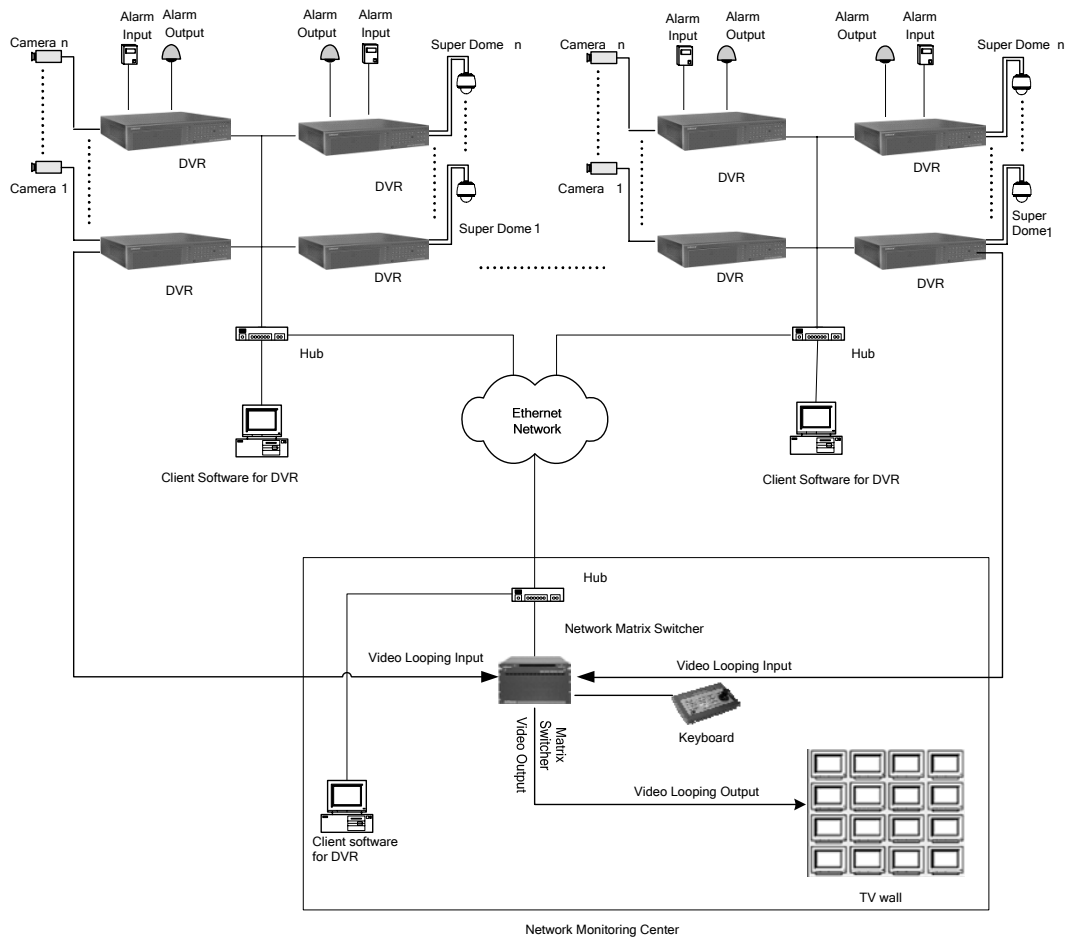 Alarm
Input
Alarm
Output
Alarm
Output
Alarm
Input
Camera n
Super Dome n
DVR
DVR
Camera 1
Super Dome 1
DVR
DVR
Alarm
Input
Alarm
Output
Alarm
Output
Alarm
Input
Camera n
Super Dome n
DVR
DVR
Camera 1
Super
Dome1
DVR
DVR
Hub
Hub
Ethernet
Network
Client Software for DVR
Client Software for DVR
Hub
Network Matrix Switcher
Video Looping Input
Video Looping Input
Keyboard
Matrix
Switcher
Video Output
Video Looping Output
Client software
for DVR
TV wall
Network Monitoring Center